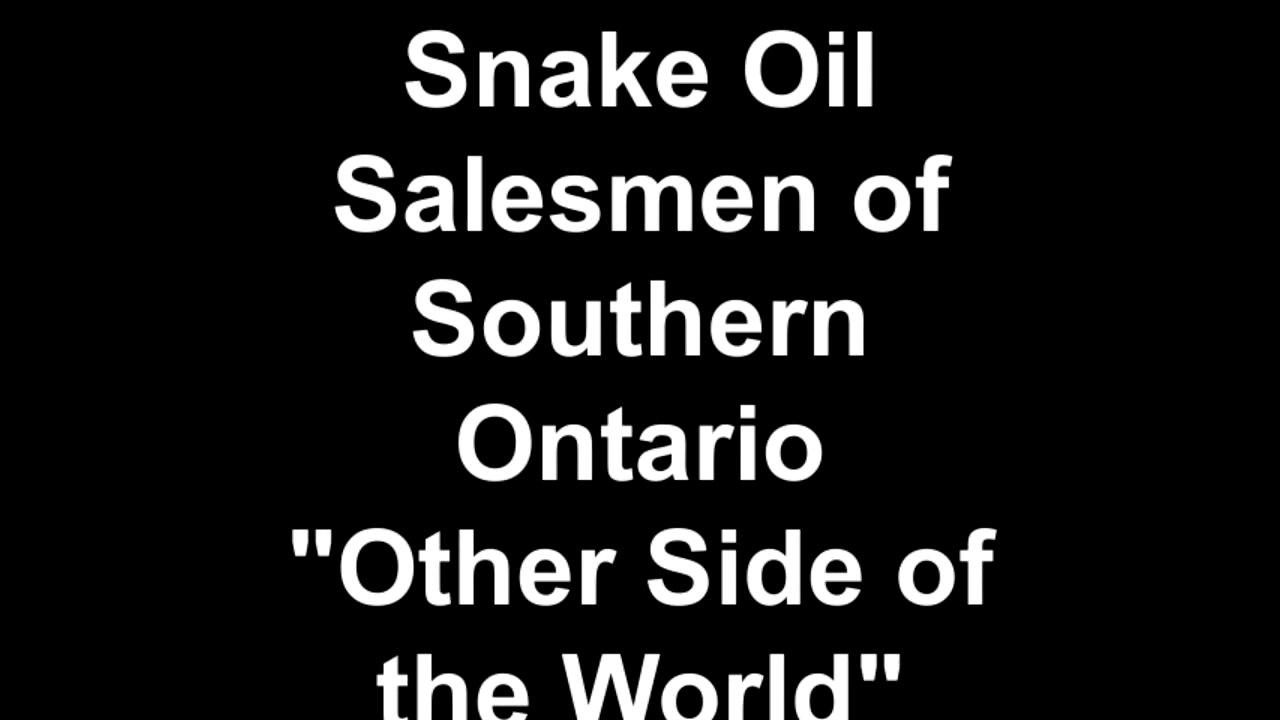 Snake Oil
Salesmen of
Southern
Ontario
"Other Side of
the World"